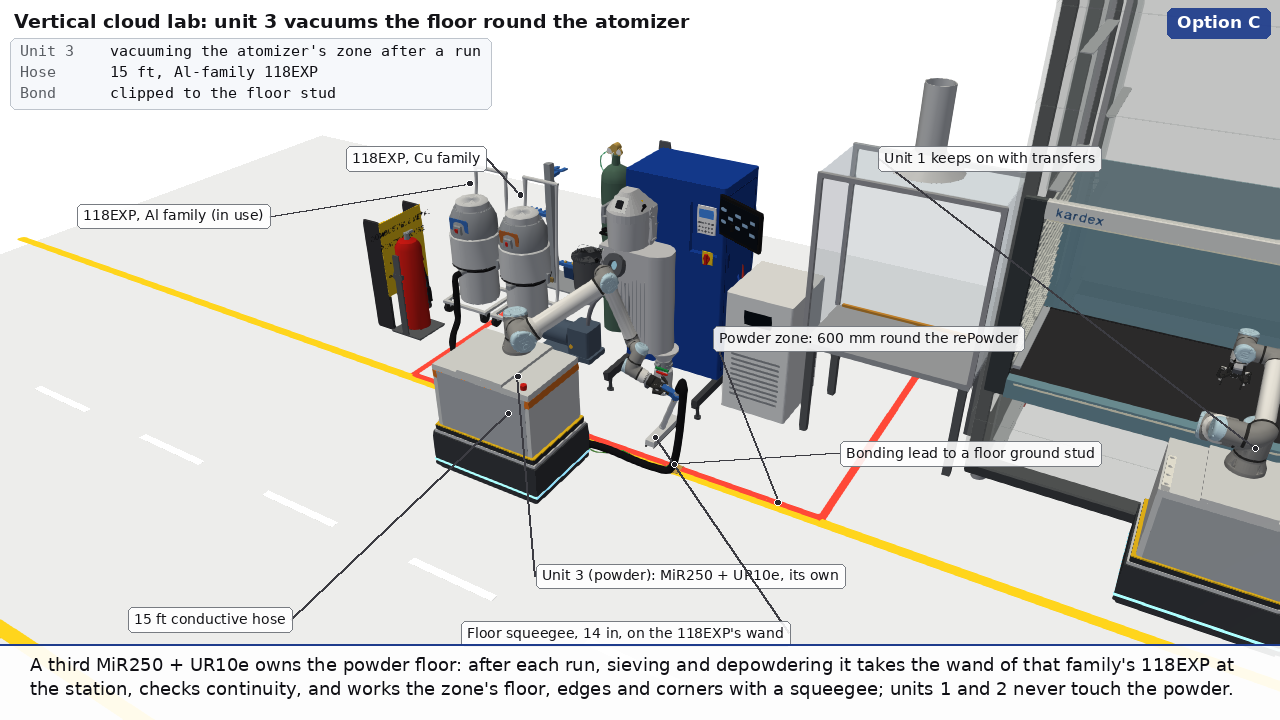 Vertical cloud lab: unit 3 vacuums the floor round the atomizer
Option C
Unit 3 vacuuming the atomizer's zone after a run
Hose 15 ft, Al-family 118EXP
Bond clipped to the floor stud
118EXP, Cu family
Unit 1 keeps on with transfers
118EXP, Al family (in use)
kardex
Powder zone: 600 mm round the rePowder
Bonding lead to a floor ground stud
Unit 3 (powder): MiR250 + UR10e, its own
15 ft conductive hose
Floor squeegee, 14 in, on the 118EXP's wand
A third MiR250 + UR10e owns the powder floor: after each run, sieving and depowdering it takes the wand of that family's 118EXP at
the station, checks continuity, and works the zone's floor, edges and corners with a squeegee; units 1 and 2 never touch the powder.